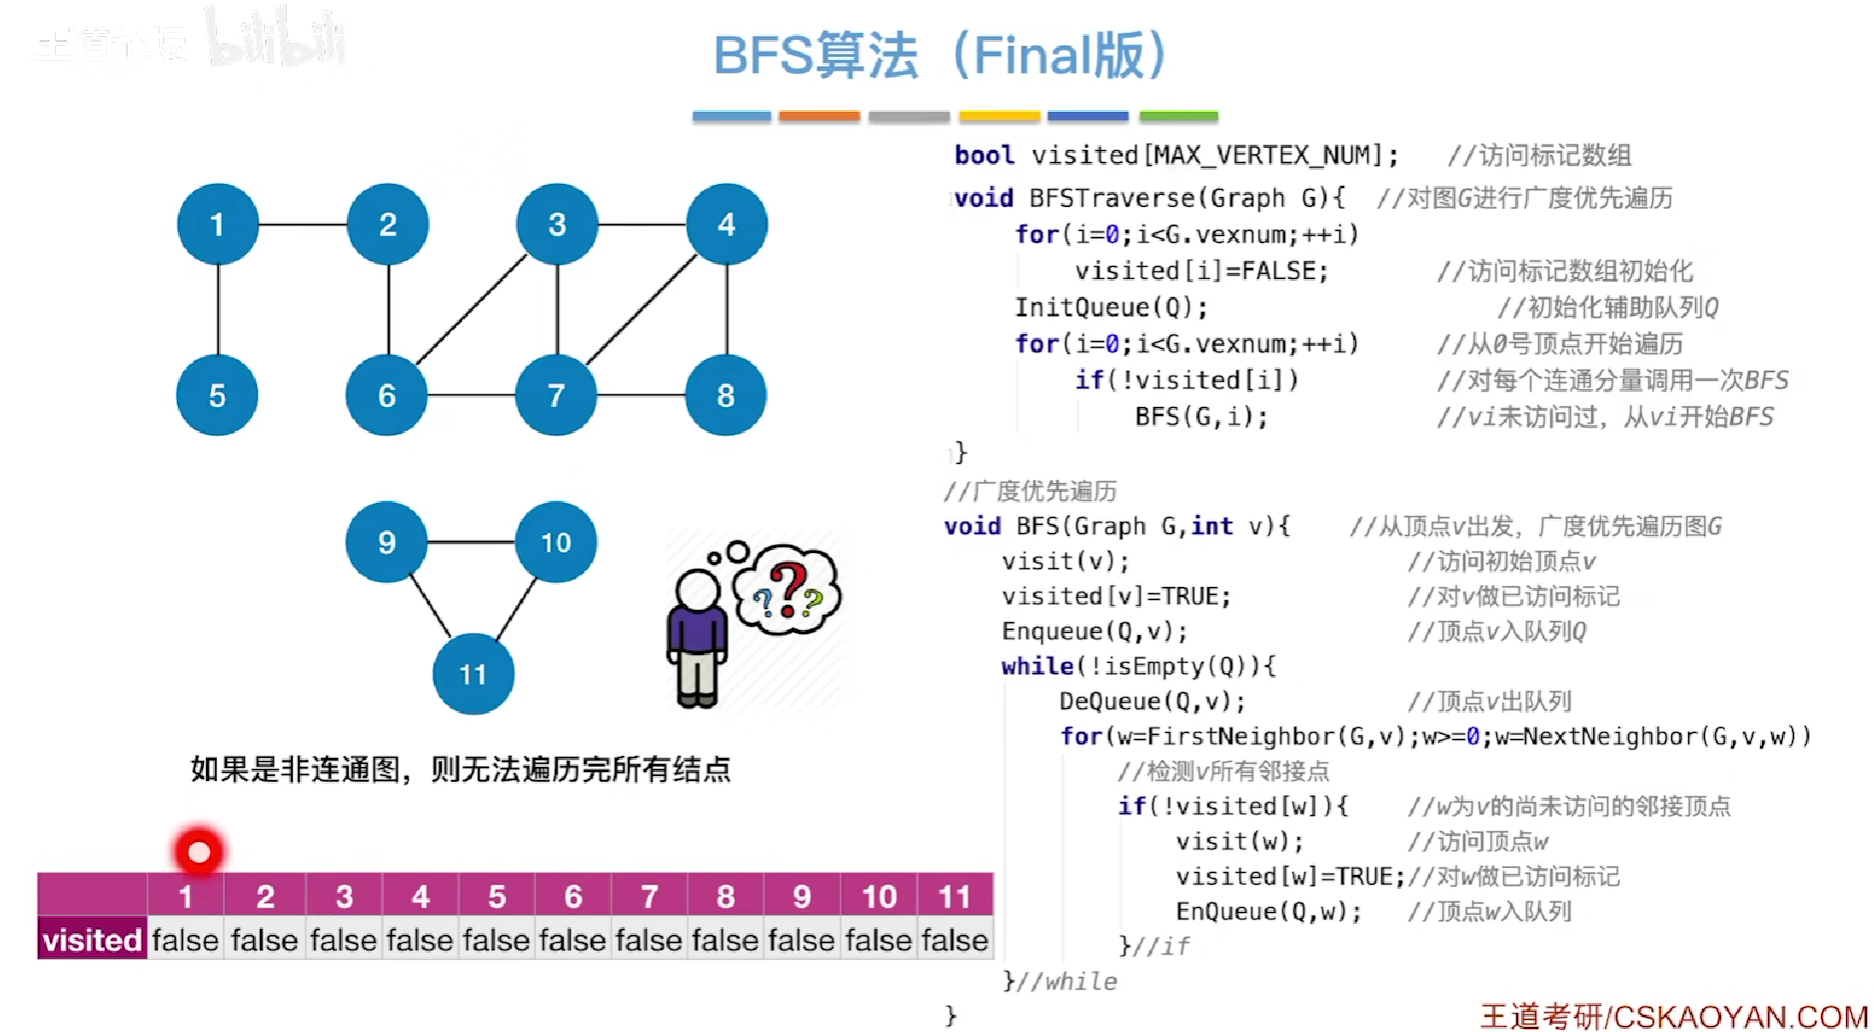 王道论坛 bilibili
BFS算法（Final版）
1 2 3 4
5 6 7 8
9 10
11
? ? ?
如果是非连通图，则无法遍历完所有结点
1 2 3 4 5 6 7 8 9 10 11
visited false false false false false false false false false false false
bool visited[MAX_VERTEX_NUM]; //访问标记数组
void BFSTraverse(Graph G){ //对图G进行广度优先遍历
for(i=0;i<G.vexnum;++i)
visited[i]=FALSE; //访问标记数组初始化
InitQueue(Q); //初始化辅助队列Q
for(i=0;i<G.vexnum;++i) //从0号顶点开始遍历
if(!visited[i]) //对每个连通分量调用一次BFS
BFS(G,i); //vi未访问过，从vi开始BFS
}
//广度优先遍历
void BFS(Graph G,int v){ //从顶点v出发，广度优先遍历图G
visit(v); //访问初始顶点v
visited[v]=TRUE; //对v做已访问标记
Enqueue(Q,v); //顶点v入队列Q
while(!isEmpty(Q)){
DeQueue(Q,v); //顶点v出队列
for(w=FirstNeighbor(G,v);w>=0;w=NextNeighbor(G,v,w))
//检测v所有邻接点
if(!visited[w]){ //w为v的尚未访问的邻接顶点
visit(w); //访问顶点w
visited[w]=TRUE;//对w做已访问标记
EnQueue(Q,w); //顶点w入队列
}//if
}//while
}
王道考研/CSKAOYAN.COM